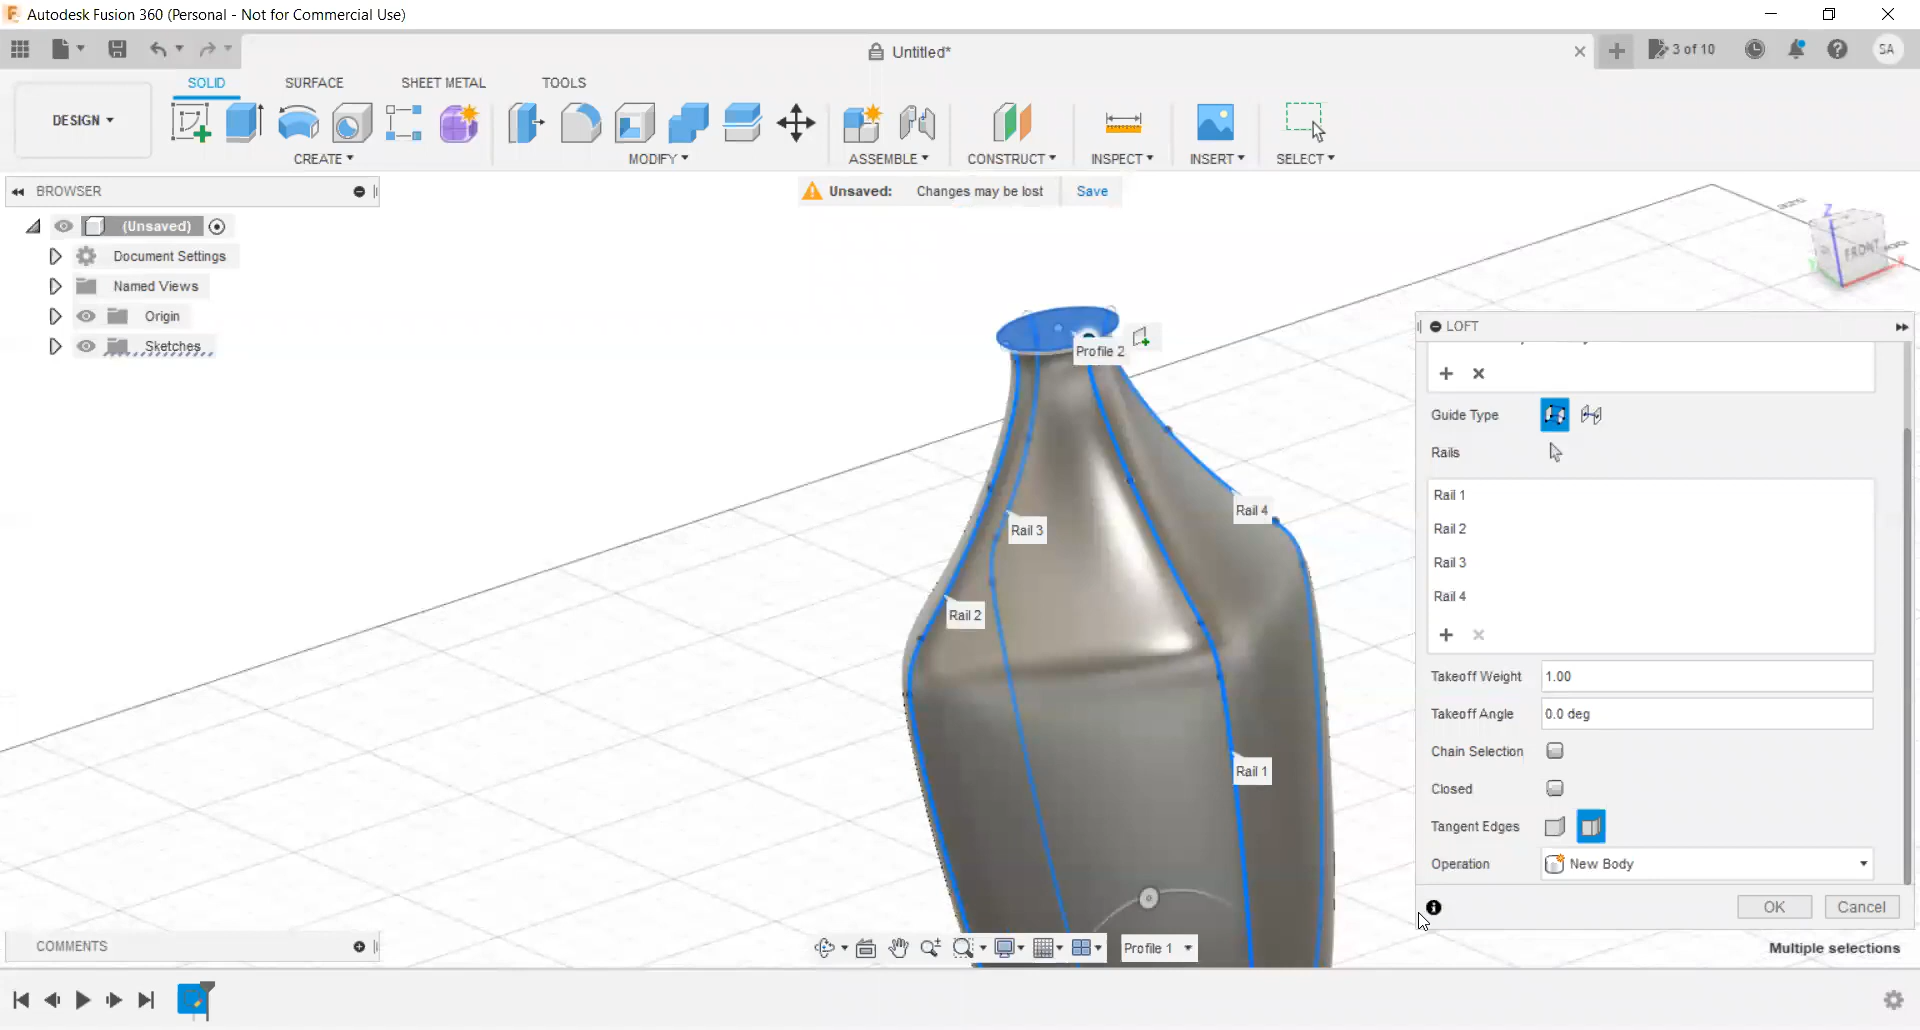 Autodesk Fusion 360 (Personal - Not for Commercial Use)
Untitled*
3 of 10
SA
DESIGN
SOLID
SURFACE
SHEET METAL
TOOLS
CREATE
MODIFY
ASSEMBLE
CONSTRUCT
INSPECT
INSERT
SELECT
BROWSER
Unsaved: Changes may be lost
Save
(Unsaved)
Document Settings
Named Views
Origin
Sketches
Z
FRONT
X
Profile 2
Rail 4
Rail 3
Rail 2
Rail 1
LOFT
Guide Type
Rails
Rail 1
Rail 2
Rail 3
Rail 4
Takeoff Weight 1.00
Takeoff Angle 0.0 deg
Chain Selection
Closed
Tangent Edges
Operation New Body
OK
Cancel
COMMENTS
Profile 1
Multiple selections